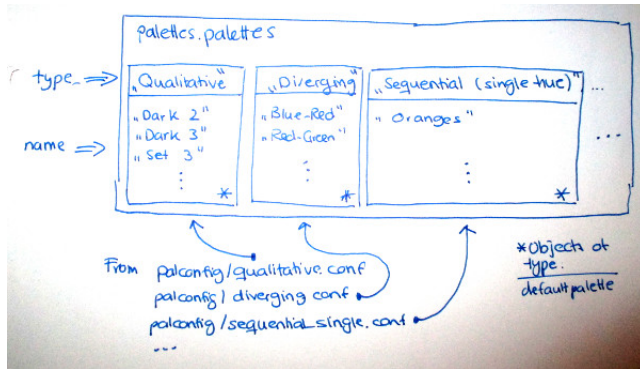 palettes.palettes
type_ ⇒ „Qualitative" „Diverging" „Sequential (single hue)" ...
„Dark 2" „Blue-Red" „Oranges"
„Dark 3" „Red-Green"
name ⇒ „Set 3" ...
⋮ ⋮ ⋮
* * *
From palconfig/qualitative.conf
palconfig/diverging.conf
palconfig/sequential_single.conf
...
*Objects of
type.
defaultpalette